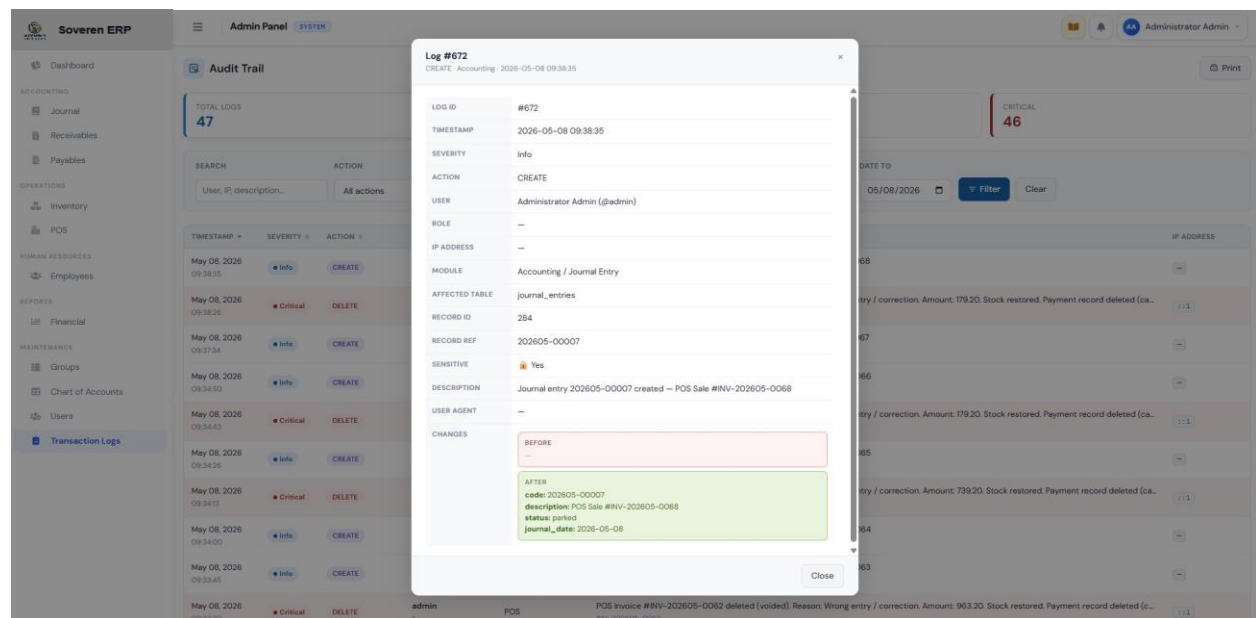 Soveren ERP
Admin Panel SYSTEM
AA Administrator Admin
Dashboard
ACCOUNTING
Journal
Receivables
Payables
OPERATIONS
Inventory
POS
HUMAN RESOURCES
Employees
REPORTS
Financial
MAINTENANCE
Groups
Chart of Accounts
Users
Transaction Logs
Audit Trail
Print
TOTAL LOGS
47
CRITICAL
46
SEARCH ACTION DATE TO
User, IP, description... All actions 05/08/2026 Filter Clear
TIMESTAMP SEVERITY ACTION IP ADDRESS
May 08, 2026 Info CREATE 68 —
09:38:35
May 08, 2026 Critical DELETE try / correction. Amount: 179.20. Stock restored. Payment record deleted (ca... ::1
09:38:26
May 08, 2026 Info CREATE 67 —
09:37:34
May 08, 2026 Info CREATE 66 —
09:34:50
May 08, 2026 Critical DELETE try / correction. Amount: 179.20. Stock restored. Payment record deleted (ca... ::1
09:34:43
May 08, 2026 Info CREATE 65 —
09:34:26
May 08, 2026 Critical DELETE try / correction. Amount: 739.20. Stock restored. Payment record deleted (ca... ::1
09:34:13
May 08, 2026 Info CREATE 64 —
09:34:00
May 08, 2026 Info CREATE 63 —
09:33:45
May 08, 2026 Critical DELETE admin POS POS Invoice #INV-202605-0062 deleted (voided). Reason: Wrong entry / correction. Amount: 963.20. Stock restored. Payment record deleted (c... ::1
Log #672
×
CREATE · Accounting · 2026-05-08 09:38:35
LOG ID #672
TIMESTAMP 2026-05-08 09:38:35
SEVERITY Info
ACTION CREATE
USER Administrator Admin (@admin)
ROLE —
IP ADDRESS —
MODULE Accounting / Journal Entry
AFFECTED TABLE journal_entries
RECORD ID 284
RECORD REF 202605-00007
SENSITIVE Yes
DESCRIPTION Journal entry 202605-00007 created — POS Sale #INV-202605-0068
USER AGENT —
CHANGES
BEFORE
—
AFTER
code: 202605-00007
description: POS Sale #INV-202605-0068
status: parked
journal_date: 2026-05-08
Close